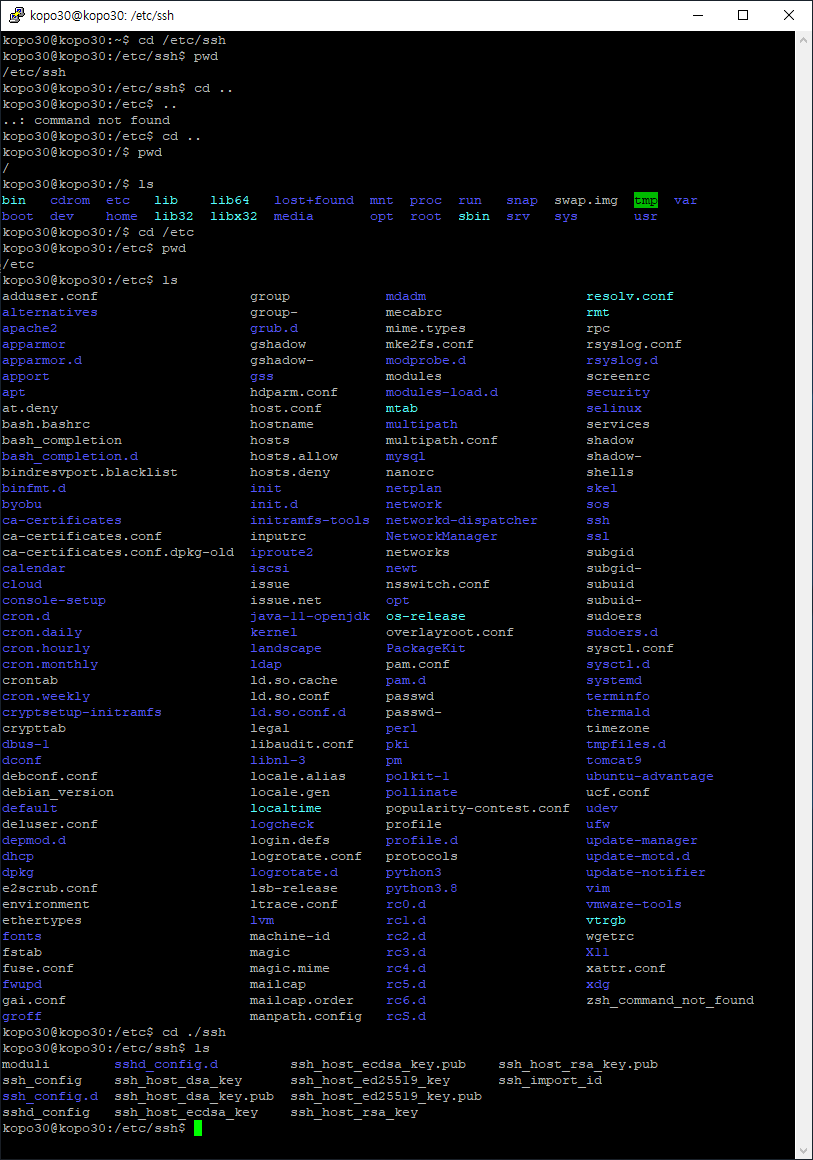 kopo30@kopo30: /etc/ssh
kopo30@kopo30:~$ cd /etc/ssh
kopo30@kopo30:/etc/ssh$ pwd
/etc/ssh
kopo30@kopo30:/etc/ssh$ cd ..
kopo30@kopo30:/etc$ ..
..: command not found
kopo30@kopo30:/etc$ cd ..
kopo30@kopo30:/$ pwd
/
kopo30@kopo30:/$ ls
bin cdrom etc lib lib64 lost+found mnt proc run snap swap.img tmp var
boot dev home lib32 libx32 media opt root sbin srv sys usr
kopo30@kopo30:/$ cd /etc
kopo30@kopo30:/etc$ pwd
/etc
kopo30@kopo30:/etc$ ls
adduser.conf group mdadm resolv.conf
alternatives group- mecabrc rmt
apache2 grub.d mime.types rpc
apparmor gshadow mke2fs.conf rsyslog.conf
apparmor.d gshadow- modprobe.d rsyslog.d
apport gss modules screenrc
apt hdparm.conf modules-load.d security
at.deny host.conf mtab selinux
bash.bashrc hostname multipath services
bash_completion hosts multipath.conf shadow
bash_completion.d hosts.allow mysql shadow-
bindresvport.blacklist hosts.deny nanorc shells
binfmt.d init netplan skel
byobu init.d network sos
ca-certificates initramfs-tools networkd-dispatcher ssh
ca-certificates.conf inputrc NetworkManager ssl
ca-certificates.conf.dpkg-old iproute2 networks subgid
calendar iscsi newt subgid-
cloud issue nsswitch.conf subuid
console-setup issue.net opt subuid-
cron.d java-11-openjdk os-release sudoers
cron.daily kernel overlayroot.conf sudoers.d
cron.hourly landscape PackageKit sysctl.conf
cron.monthly ldap pam.conf sysctl.d
crontab ld.so.cache pam.d systemd
cron.weekly ld.so.conf passwd terminfo
cryptsetup-initramfs ld.so.conf.d passwd- thermald
crypttab legal perl timezone
dbus-1 libaudit.conf pki tmpfiles.d
dconf libnl-3 pm tomcat9
debconf.conf locale.alias polkit-1 ubuntu-advantage
debian_version locale.gen pollinate ucf.conf
default localtime popularity-contest.conf udev
deluser.conf logcheck profile ufw
depmod.d login.defs profile.d update-manager
dhcp logrotate.conf protocols update-motd.d
dpkg logrotate.d python3 update-notifier
e2scrub.conf lsb-release python3.8 vim
environment ltrace.conf rc0.d vmware-tools
ethertypes lvm rc1.d vtrgb
fonts machine-id rc2.d wgetrc
fstab magic rc3.d X11
fuse.conf magic.mime rc4.d xattr.conf
fwupd mailcap rc5.d xdg
gai.conf mailcap.order rc6.d zsh_command_not_found
groff manpath.config rcS.d
kopo30@kopo30:/etc$ cd ./ssh
kopo30@kopo30:/etc/ssh$ ls
moduli sshd_config.d ssh_host_ecdsa_key.pub ssh_host_rsa_key.pub
ssh_config ssh_host_dsa_key ssh_host_ed25519_key ssh_import_id
ssh_config.d ssh_host_dsa_key.pub ssh_host_ed25519_key.pub
sshd_config ssh_host_ecdsa_key ssh_host_rsa_key
kopo30@kopo30:/etc/ssh$